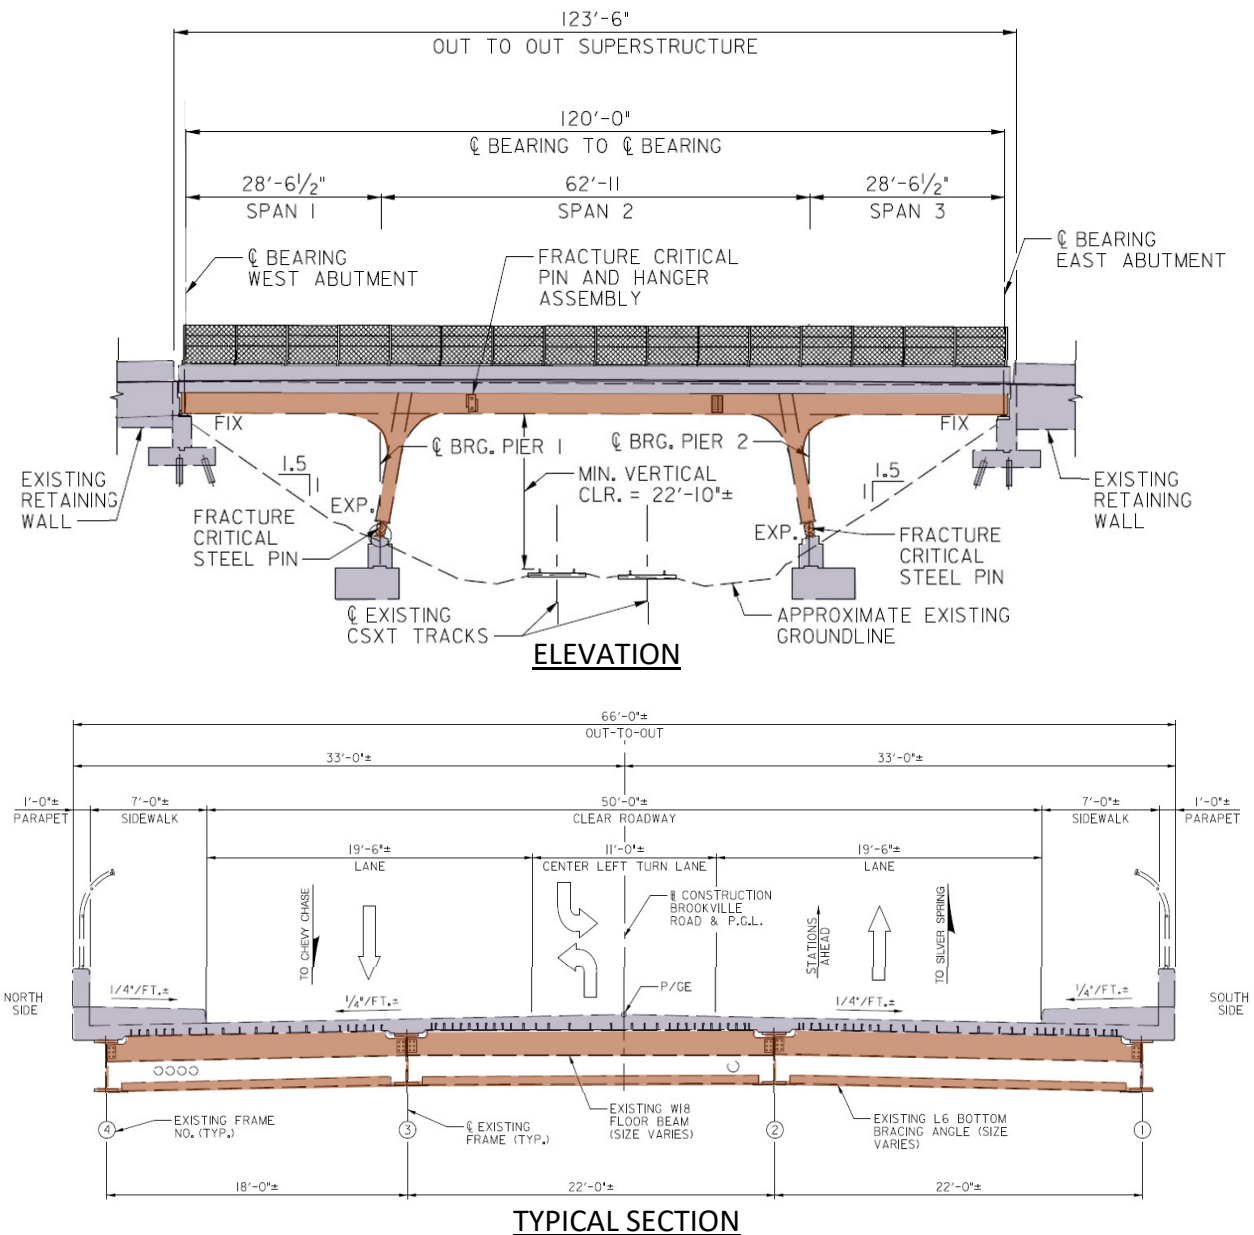 123'-6"
OUT TO OUT SUPERSTRUCTURE
120'-0"
℄ BEARING TO ℄ BEARING
28'-6½"
SPAN 1
62'-11
SPAN 2
28'-6½"
SPAN 3
℄ BEARING
WEST ABUTMENT
FRACTURE CRITICAL
PIN AND HANGER
ASSEMBLY
℄ BEARING
EAST ABUTMENT
FIX
FIX
℄ BRG. PIER 1
℄ BRG. PIER 2
1.5
1
1.5
1
MIN. VERTICAL
CLR. = 22'-10"±
EXISTING
RETAINING
WALL
EXISTING
RETAINING
WALL
EXP.
EXP.
FRACTURE
CRITICAL
STEEL PIN
FRACTURE
CRITICAL
STEEL PIN
℄ EXISTING
CSXT TRACKS
APPROXIMATE EXISTING
GROUNDLINE
ELEVATION
66'-0"±
OUT-TO-OUT
33'-0"±
33'-0"±
1'-0"±
PARAPET
7'-0"±
SIDEWALK
50'-0"±
CLEAR ROADWAY
7'-0"±
SIDEWALK
1'-0"±
PARAPET
19'-6"±
LANE
11'-0"±
CENTER LEFT TURN LANE
19'-6"±
LANE
TO CHEVY CHASE
CONSTRUCTION
BROOKVILLE
ROAD & P.G.L.
STATIONS
AHEAD
TO SILVER SPRING
NORTH
SIDE
1/4"/FT.±
1/4"/FT.±
P/GE
1/4"/FT.±
1/4"/FT.±
SOUTH
SIDE
4
EXISTING FRAME
NO. (TYP.)
3
℄ EXISTING
FRAME (TYP.)
EXISTING W18
FLOOR BEAM
(SIZE VARIES)
2
EXISTING L6 BOTTOM
BRACING ANGLE (SIZE
VARIES)
1
18'-0"±
22'-0"±
22'-0"±
TYPICAL SECTION